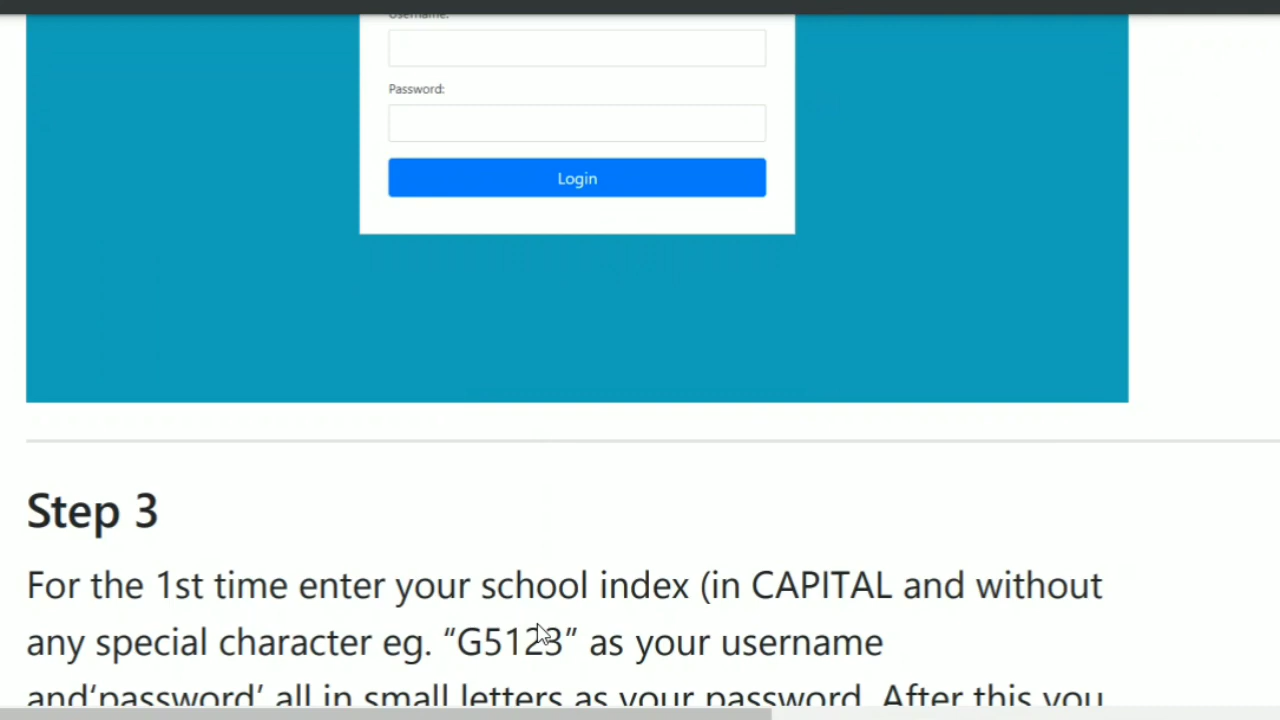 Username:
Password:
Login
Step 3
For the 1st time enter your school index (in CAPITAL and without
any special character eg. “G5123” as your username
and‘password’ all in small letters as your password. After this you